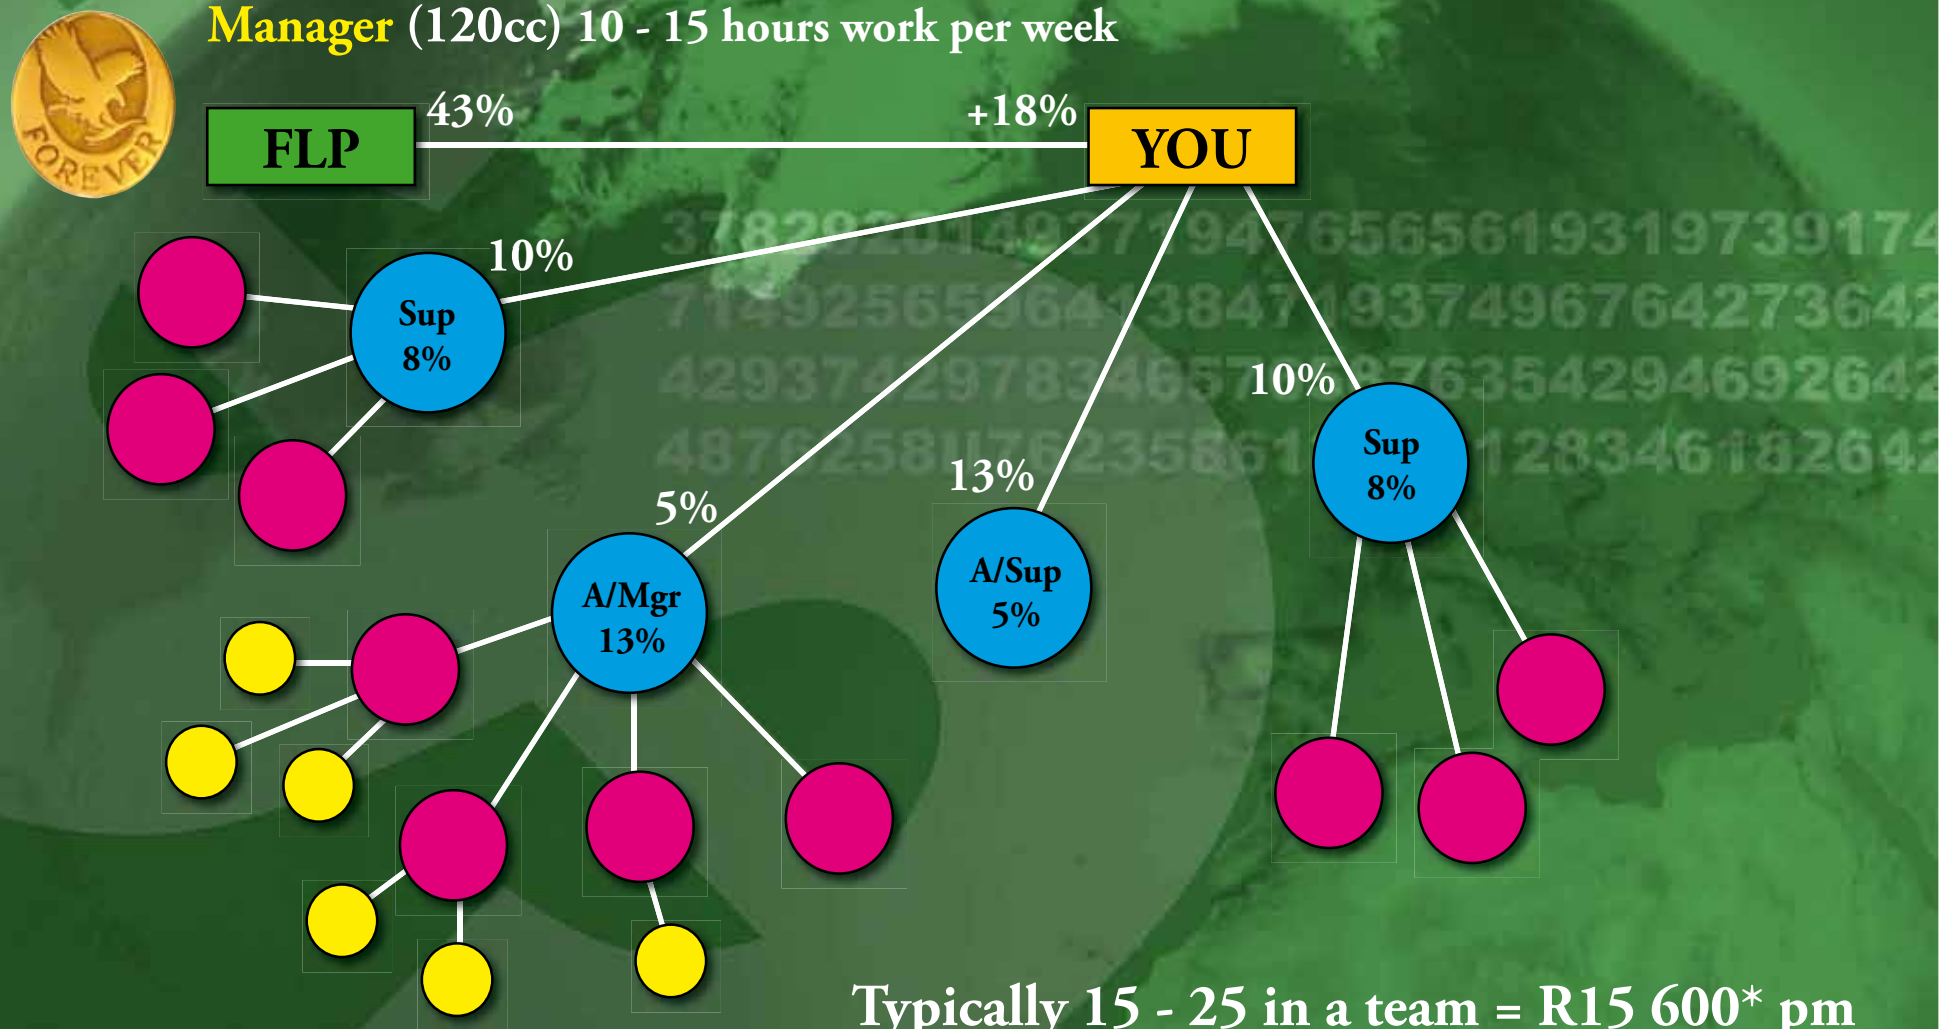 Manager (120cc) 10 - 15 hours work per week
FOREVER
FLP
43%
+18%
YOU
10%
Sup
8%
10%
Sup
8%
5%
A/Mgr
13%
13%
A/Sup
5%
Typically 15 - 25 in a team = R15 600* pm